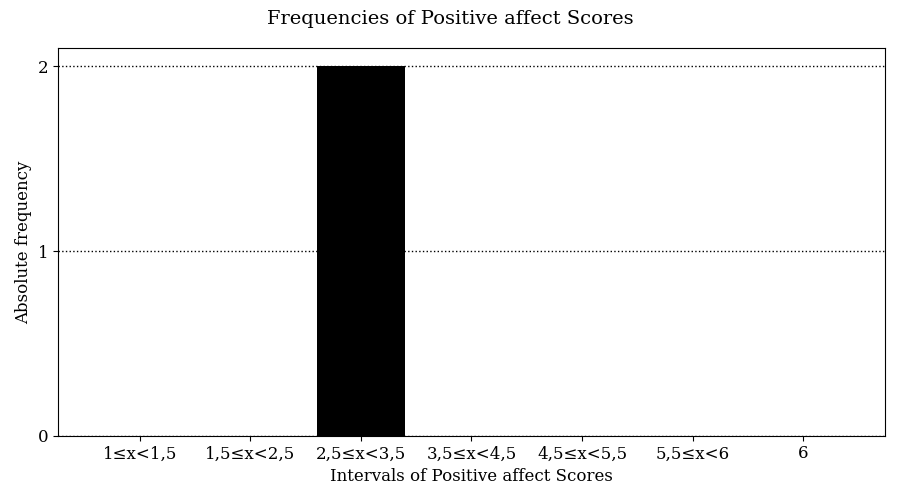 Frequencies of Positive affect Scores
Absolute frequency
2
1
0
1≤x<1,5 1,5≤x<2,5 2,5≤x<3,5 3,5≤x<4,5 4,5≤x<5,5 5,5≤x<6 6
Intervals of Positive affect Scores